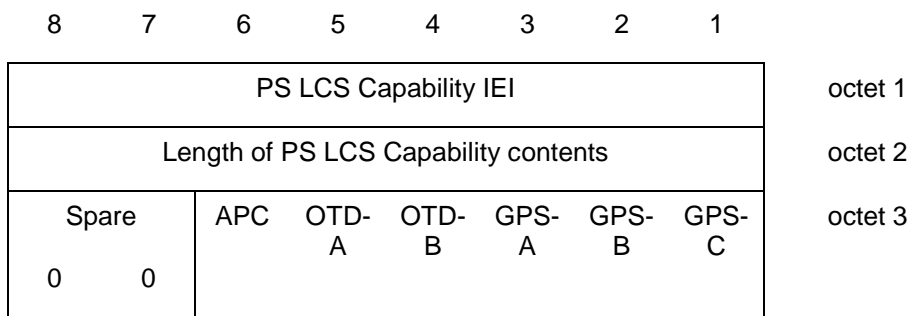 8 7 6 5 4 3 2 1
PS LCS Capability IEI octet 1
Length of PS LCS Capability contents octet 2
Spare APC OTD- OTD- GPS- GPS- GPS- octet 3
A B A B C
0 0